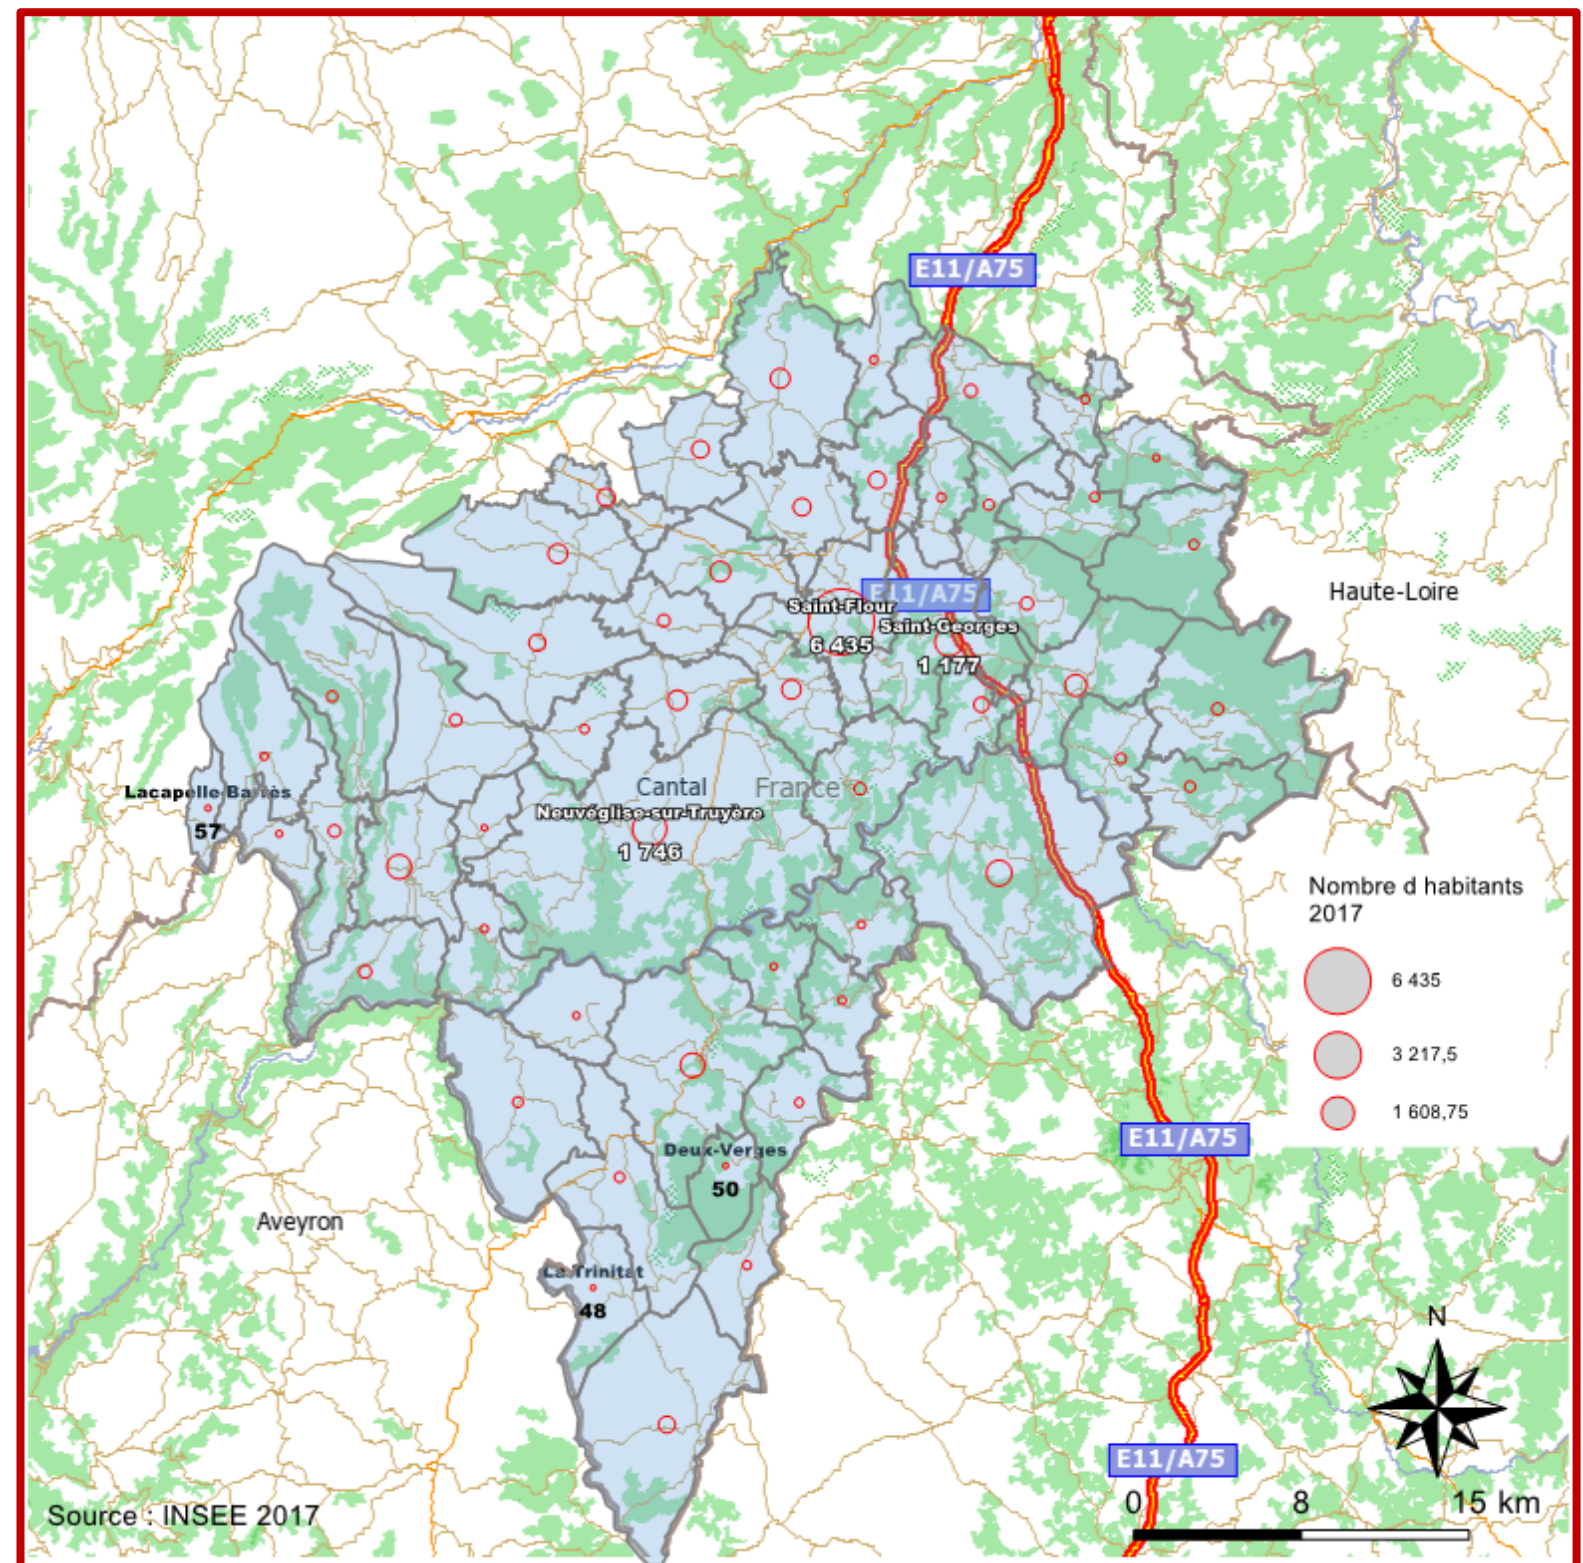 E11/A75
Haute-Loire
E11/A75
Saint-Flour
6 435
Saint-Georges
1 177
Cantal
France
Lacapelle-Barrès
57
Neuvéglise-sur-Truyère
1 746
Nombre d habitants
2017
6 435
3 217,5
1 608,75
E11/A75
Deux-Verges
50
Aveyron
La Trinitat
48
N
E11/A75
0 8 15 km
Source : INSEE 2017